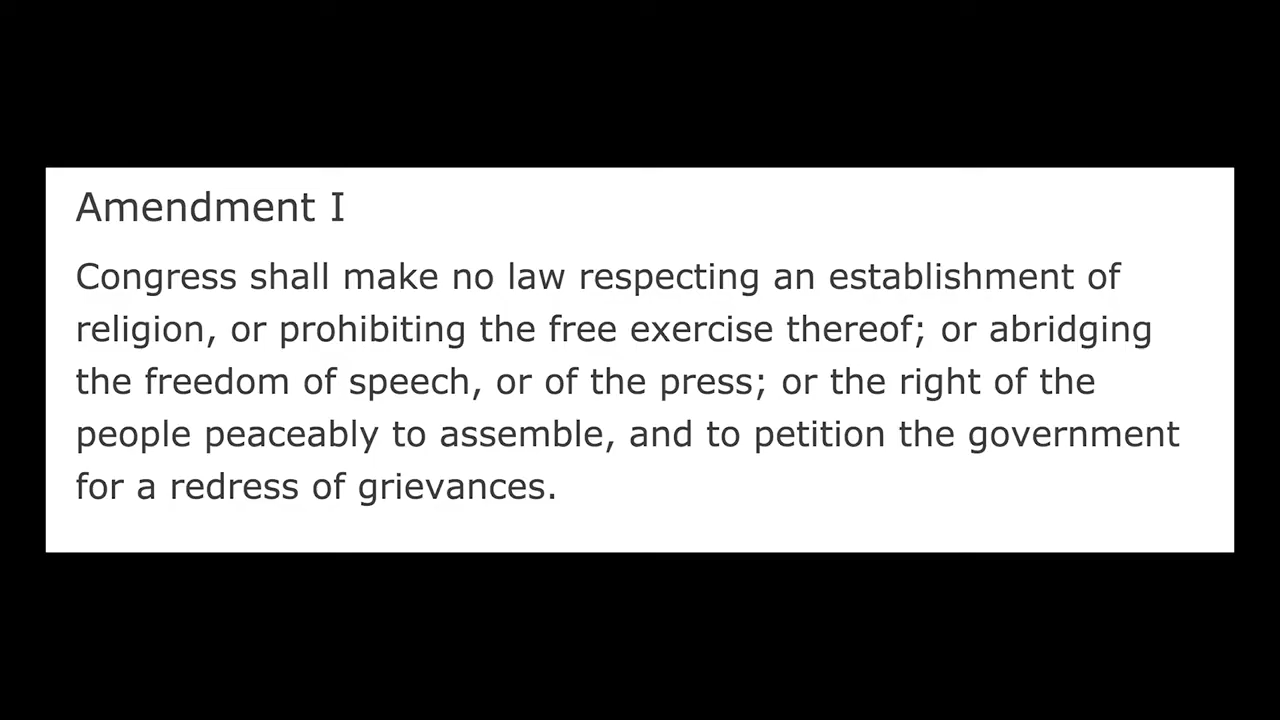 Amendment I
Congress shall make no law respecting an establishment of
religion, or prohibiting the free exercise thereof; or abridging
the freedom of speech, or of the press; or the right of the
people peaceably to assemble, and to petition the government
for a redress of grievances.